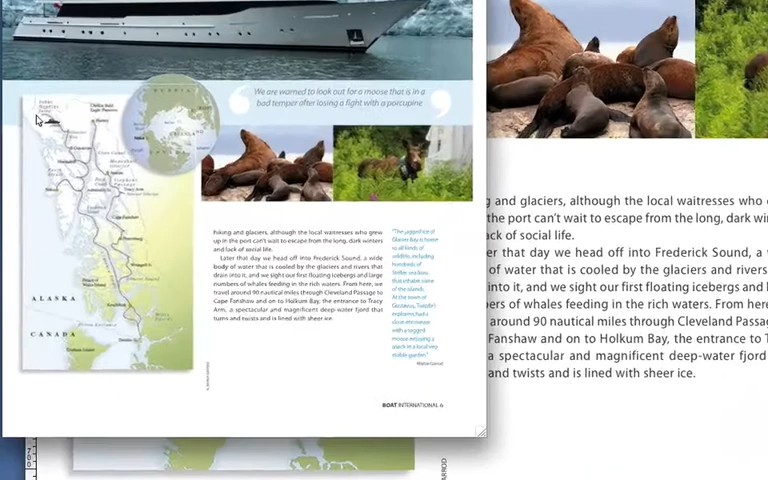 We are warned to look out for a moose that is in a
bad temper after losing a fight with a porcupine
hiking and glaciers, although the local waitresses who grew
up in the port can't wait to escape from the long, dark winters
and lack of social life.
Later that day we head off into Frederick Sound, a wide
body of water that is cooled by the glaciers and rivers that
drain into it, and we sight our first floating icebergs and large
numbers of whales feeding in the rich waters. From here, we
travel around 90 nautical miles through Cleveland Passage to
Cape Fanshaw and on to Holkum Bay, the entrance to Tracy
Arm, a spectacular and magnificent deep-water fjord that
turns and twists and is lined with sheer ice.
"The jagged ice of
Glacier Bay is home
to all kinds of
wildlife, including
hundreds of
Steller sea lions
that inhabit some
of the islands.
At the town of
Gustavus,
a close
encounter
with a
moose enjoying a
snack in a local
garden"
ALASKA
CANADA
BOAT INTERNATIONAL 6
g and glaciers, although the local waitresses who
the port can't wait to escape from the long, dark win
ack of social life.
er that day we head off into Frederick Sound, a
of water that is cooled by the glaciers and rivers
into it, and we sight our first floating icebergs and
bers of whales feeding in the rich waters. From here
around 90 nautical miles through Cleveland Passag
Fanshaw and on to Holkum Bay, the entrance to T
a spectacular and magnificent deep-water fjord
and twists and is lined with sheer ice.
ARROD